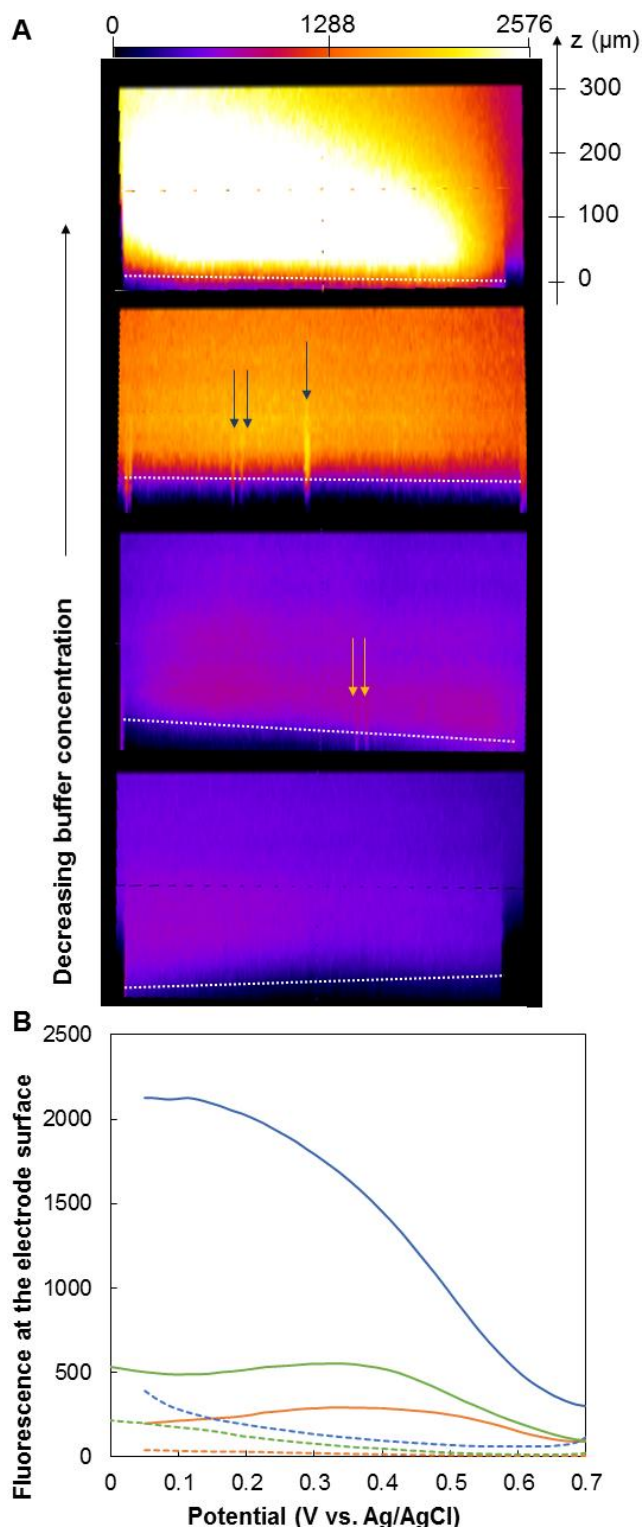 A
0 1288 2576
z (µm)
300
200
100
0
Decreasing buffer concentration
B
2500
2000
1500
1000
500
0
Fluorescence at the electrode surface
0 0.1 0.2 0.3 0.4 0.5 0.6 0.7
Potential (V vs. Ag/AgCl)